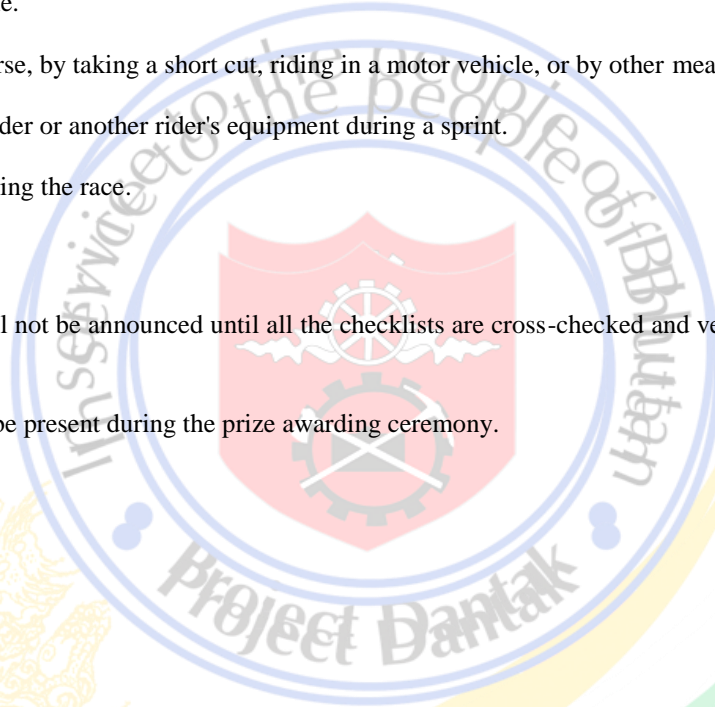 e.
rse, by taking a short cut, riding in a motor vehicle, or by other mea
der or another rider's equipment during a sprint.
ing the race.
l not be announced until all the checklists are cross-checked and ve
be present during the prize awarding ceremony.
In service to the people of Bhutan
Project Dantak